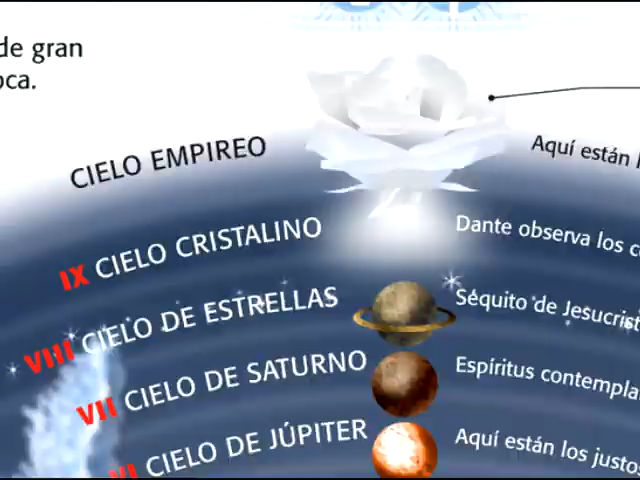 de gran
oca.
CIELO EMPIREO
Aquí están l
IX CIELO CRISTALINO
Dante observa los c
VIII CIELO DE ESTRELLAS
Séquito de Jesucrist
VII CIELO DE SATURNO
Espíritus contempla
VI CIELO DE JÚPITER
Aquí están los justos